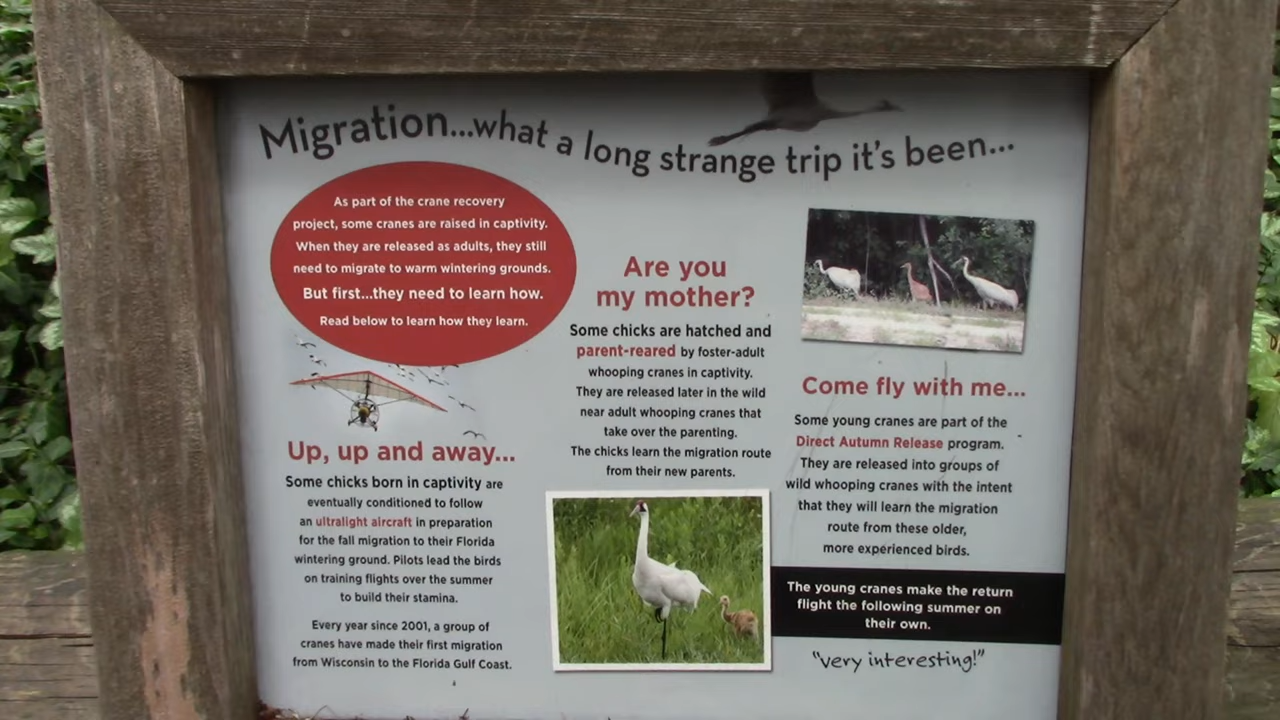 Migration...what a long strange trip it's been...
As part of the crane recovery
project, some cranes are raised in captivity.
When they are released as adults, they still
need to migrate to warm wintering grounds.
But first...they need to learn how.
Read below to learn how they learn.
Up, up and away...
Some chicks born in captivity are
eventually conditioned to follow
an ultralight aircraft in preparation
for the fall migration to their Florida
wintering ground. Pilots lead the birds
on training flights over the summer
to build their stamina.
Every year since 2001, a group of
cranes have made their first migration
from Wisconsin to the Florida Gulf Coast.
Are you
my mother?
Some chicks are hatched and
parent-reared by foster-adult
whooping cranes in captivity.
They are released later in the wild
near adult whooping cranes that
take over the parenting.
The chicks learn the migration route
from their new parents.
Come fly with me...
Some young cranes are part of the
Direct Autumn Release program.
They are released into groups of
wild whooping cranes with the intent
that they will learn the migration
route from these older,
more experienced birds.
The young cranes make the return
flight the following summer on
their own.
"very interesting!"